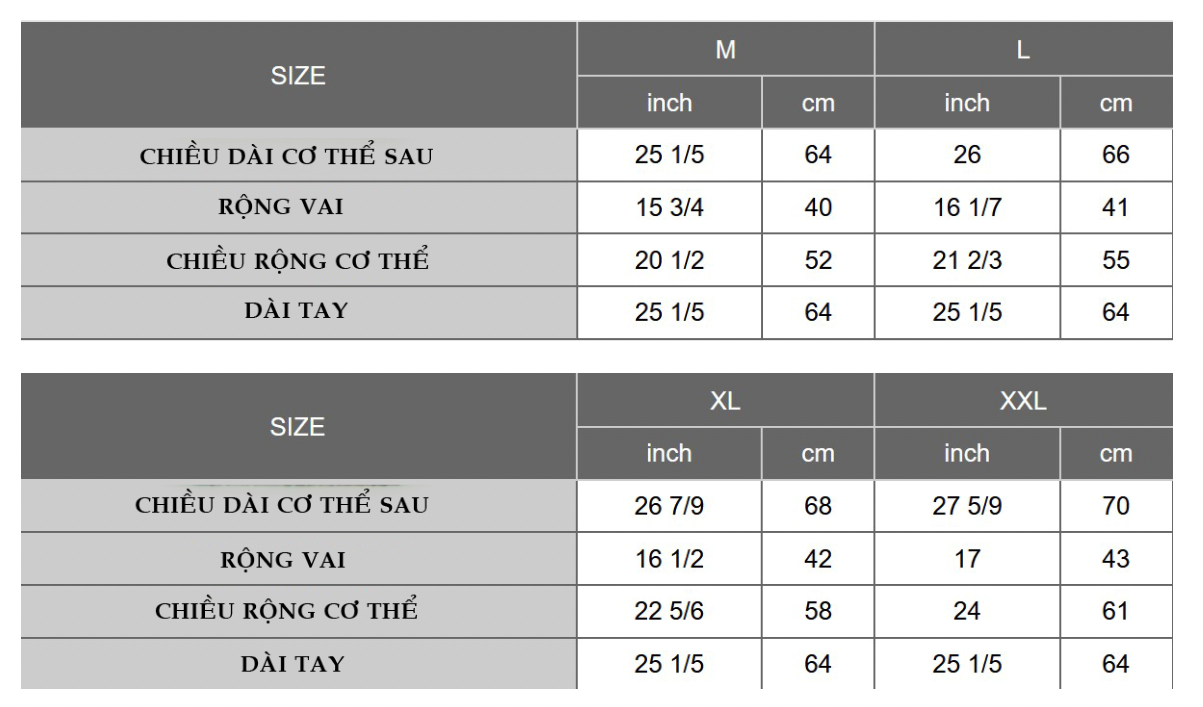 SIZE M L
inch cm inch cm
CHIỀU DÀI CƠ THỂ SAU 25 1/5 64 26 66
RỘNG VAI 15 3/4 40 16 1/7 41
CHIỀU RỘNG CƠ THỂ 20 1/2 52 21 2/3 55
DÀI TAY 25 1/5 64 25 1/5 64
SIZE XL XXL
inch cm inch cm
CHIỀU DÀI CƠ THỂ SAU 26 7/9 68 27 5/9 70
RỘNG VAI 16 1/2 42 17 43
CHIỀU RỘNG CƠ THỂ 22 5/6 58 24 61
DÀI TAY 25 1/5 64 25 1/5 64